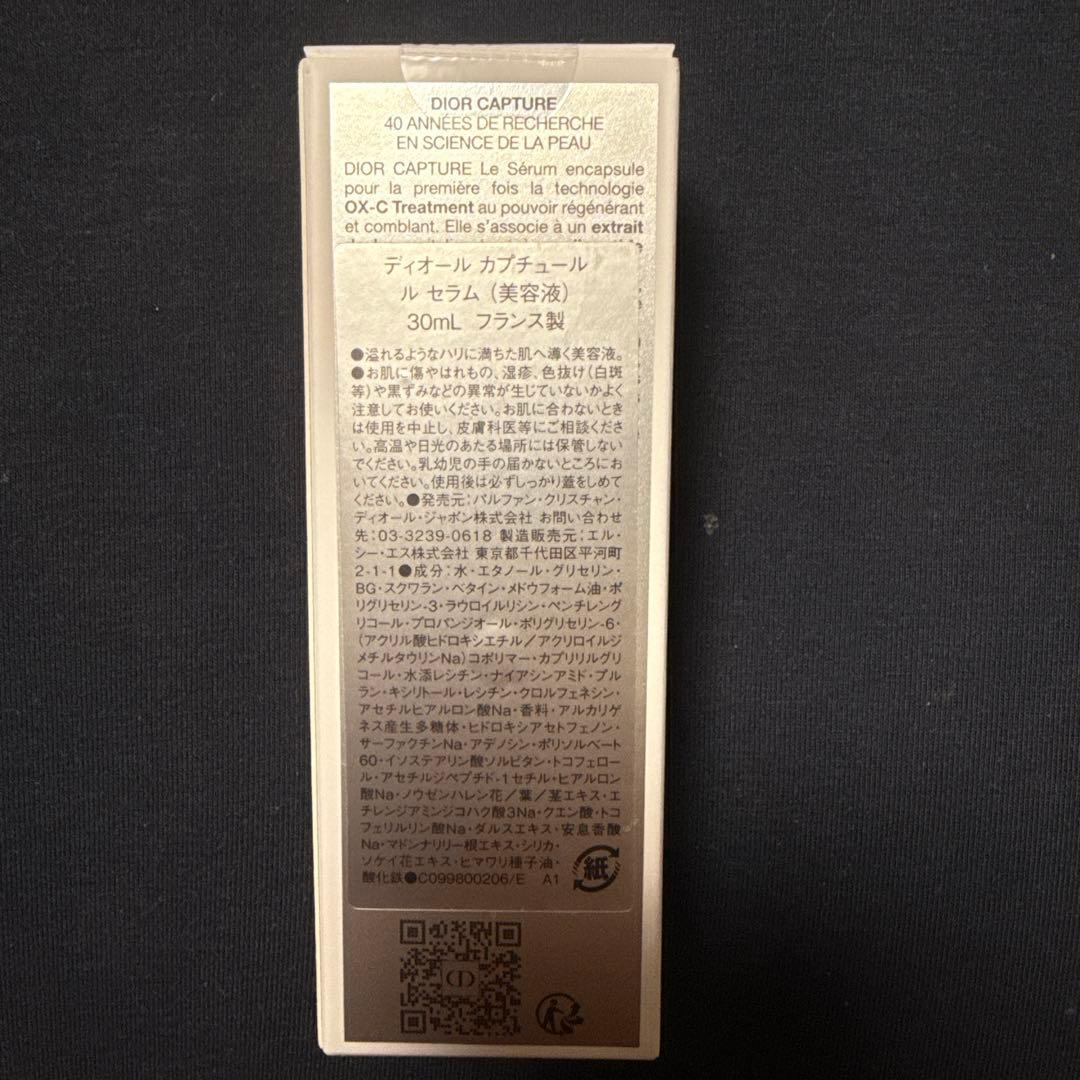 DIOR CAPTURE
40 ANNÉES DE RECHERCHE
EN SCIENCE DE LA PEAU
DIOR CAPTURE Le Sérum encapsule
pour la première fois la technologie
OX-C Treatment au pouvoir régénérant
et comblant. Elle s'associe à un extrait
ディオール カプチュール
ル セラム (美容液)
30mL フランス製
●溢れるようなハリに満ちた肌へ導く美容液。
●お肌に傷やはれもの、湿疹、色抜け(白斑
等)や黒ずみなどの異常が生じていないかよく
注意してお使いください。お肌に合わないとき
は使用を中止し、皮膚科医等にご相談くださ
い。高温や日光のあたる場所には保管しない
でください。乳幼児の手の届かないところにお
いてください。使用後は必ずしっかり蓋をしめて
ください。●発売元:パルファン・クリスチャン・
ディオール・ジャポン株式会社 お問い合わせ
先:03-3239-0618 製造販売元:エル・
シー・エス株式会社 東京都千代田区平河町
2-1-1●成分:水・エタノール・グリセリン・
BG・スクワラン・ベタイン・メドウフォーム油・ポ
リグリセリン-3・ラウロイルリシン・ペンチレング
リコール・プロパンジオール・ポリグリセリン-6・
(アクリル酸ヒドロキシエチル/アクリロイルジ
メチルタウリンNa)コポリマー・カプリリルグリ
コール・水添レシチン・ナイアシンアミド・プル
ラン・キシリトール・レシチン・クロルフェネシン・
アセチルヒアルロン酸Na・香料・アルカリゲ
ネス産生多糖体・ヒドロキシアセトフェノン・
サーファクチンNa・アデノシン・ポリソルベート
60・イソステアリン酸ソルビタン・トコフェロー
ル・アセチルジペプチド-1セチル・ヒアルロン
酸Na・ノウゼンハレン花/葉/茎エキス・エ
チレンジアミンジコハク酸3Na・クエン酸・トコ
フェリルリン酸Na・ダルスエキス・安息香酸
Na・マドンナリリー根エキス・シリカ・
ソケイ花エキス・ヒマワリ種子油・
酸化鉄●C099800206/E A1
紙
CD